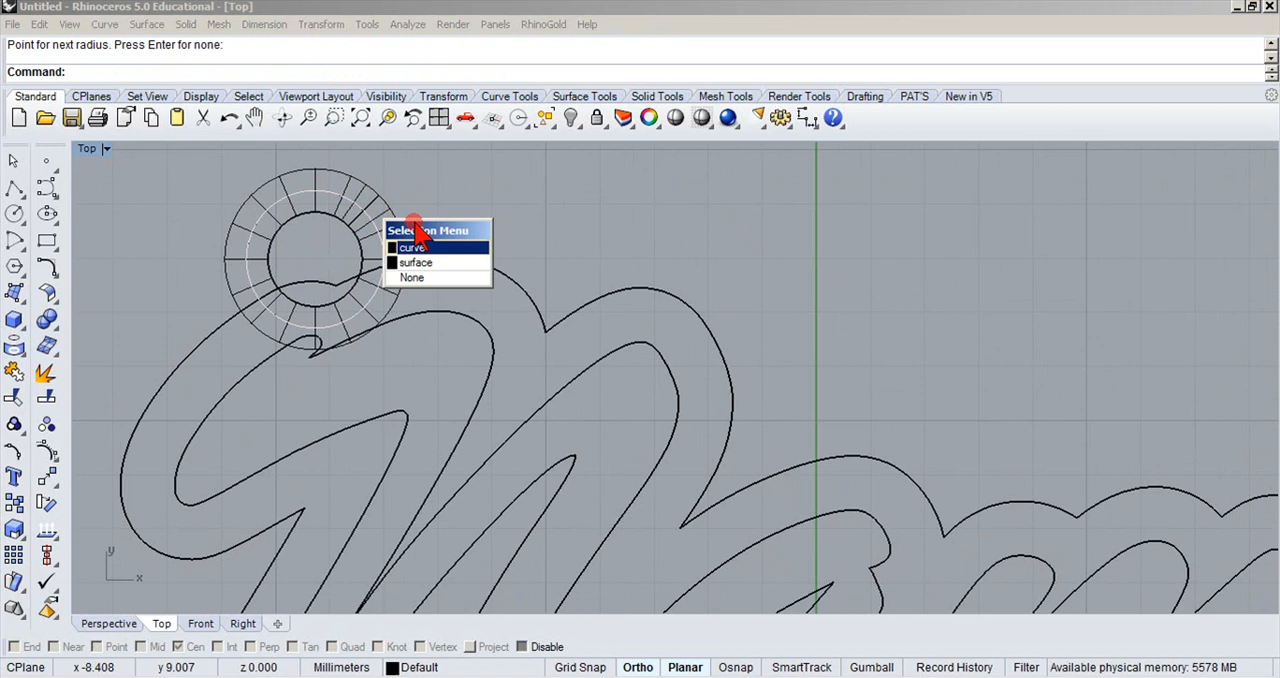 Untitled - Rhinoceros 5.0 Educational - [Top]
File Edit View Curve Surface Solid Mesh Dimension Transform Tools Analyze Render Panels RhinoGold Help
Point for next radius. Press Enter for none:
Command:
Standard CPlanes Set View Display Select Viewport Layout Visibility Transform Curve Tools Surface Tools Solid Tools Mesh Tools Render Tools Drafting PAT'S New in V5
Top
Selection Menu
curve
surface
None
y
x
Perspective Top Front Right
End Near Point Mid Cen Int Perp Tan Quad Knot Vertex Project Disable
CPlane x -8.408 y 9.007 z 0.000 Millimeters Default Grid Snap Ortho Planar Osnap SmartTrack Gumball Record History Filter Available physical memory: 5578 MB